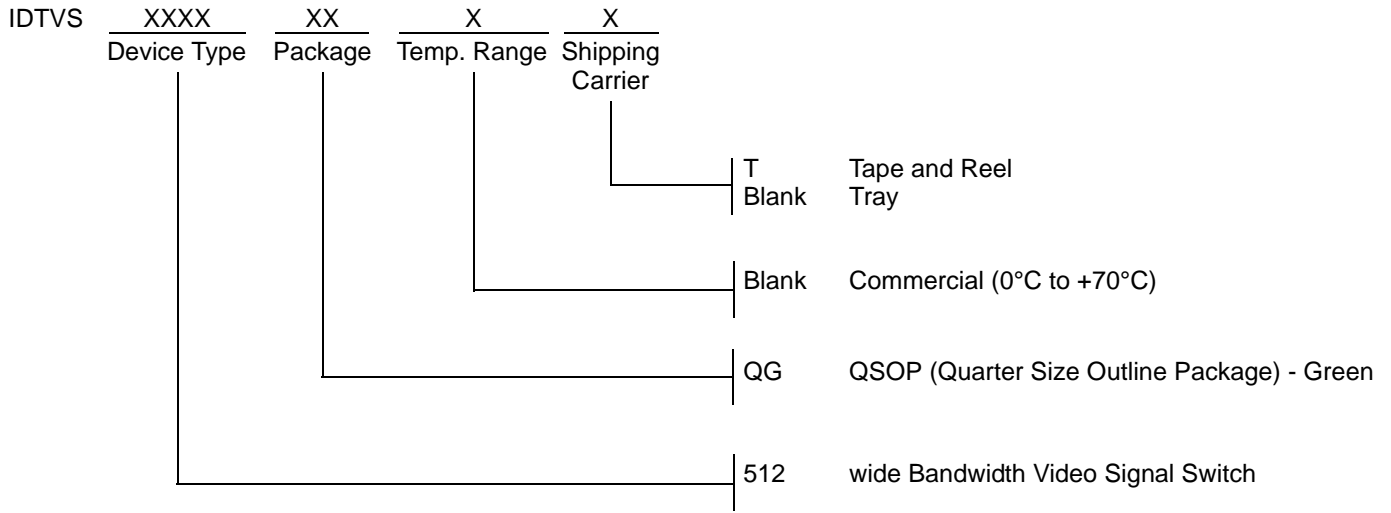 IDTVS XXXX XX X X
Device Type Package Temp. Range Shipping
Carrier
T Tape and Reel
Blank Tray
Blank Commercial (0°C to +70°C)
QG QSOP (Quarter Size Outline Package) - Green
512 wide Bandwidth Video Signal Switch